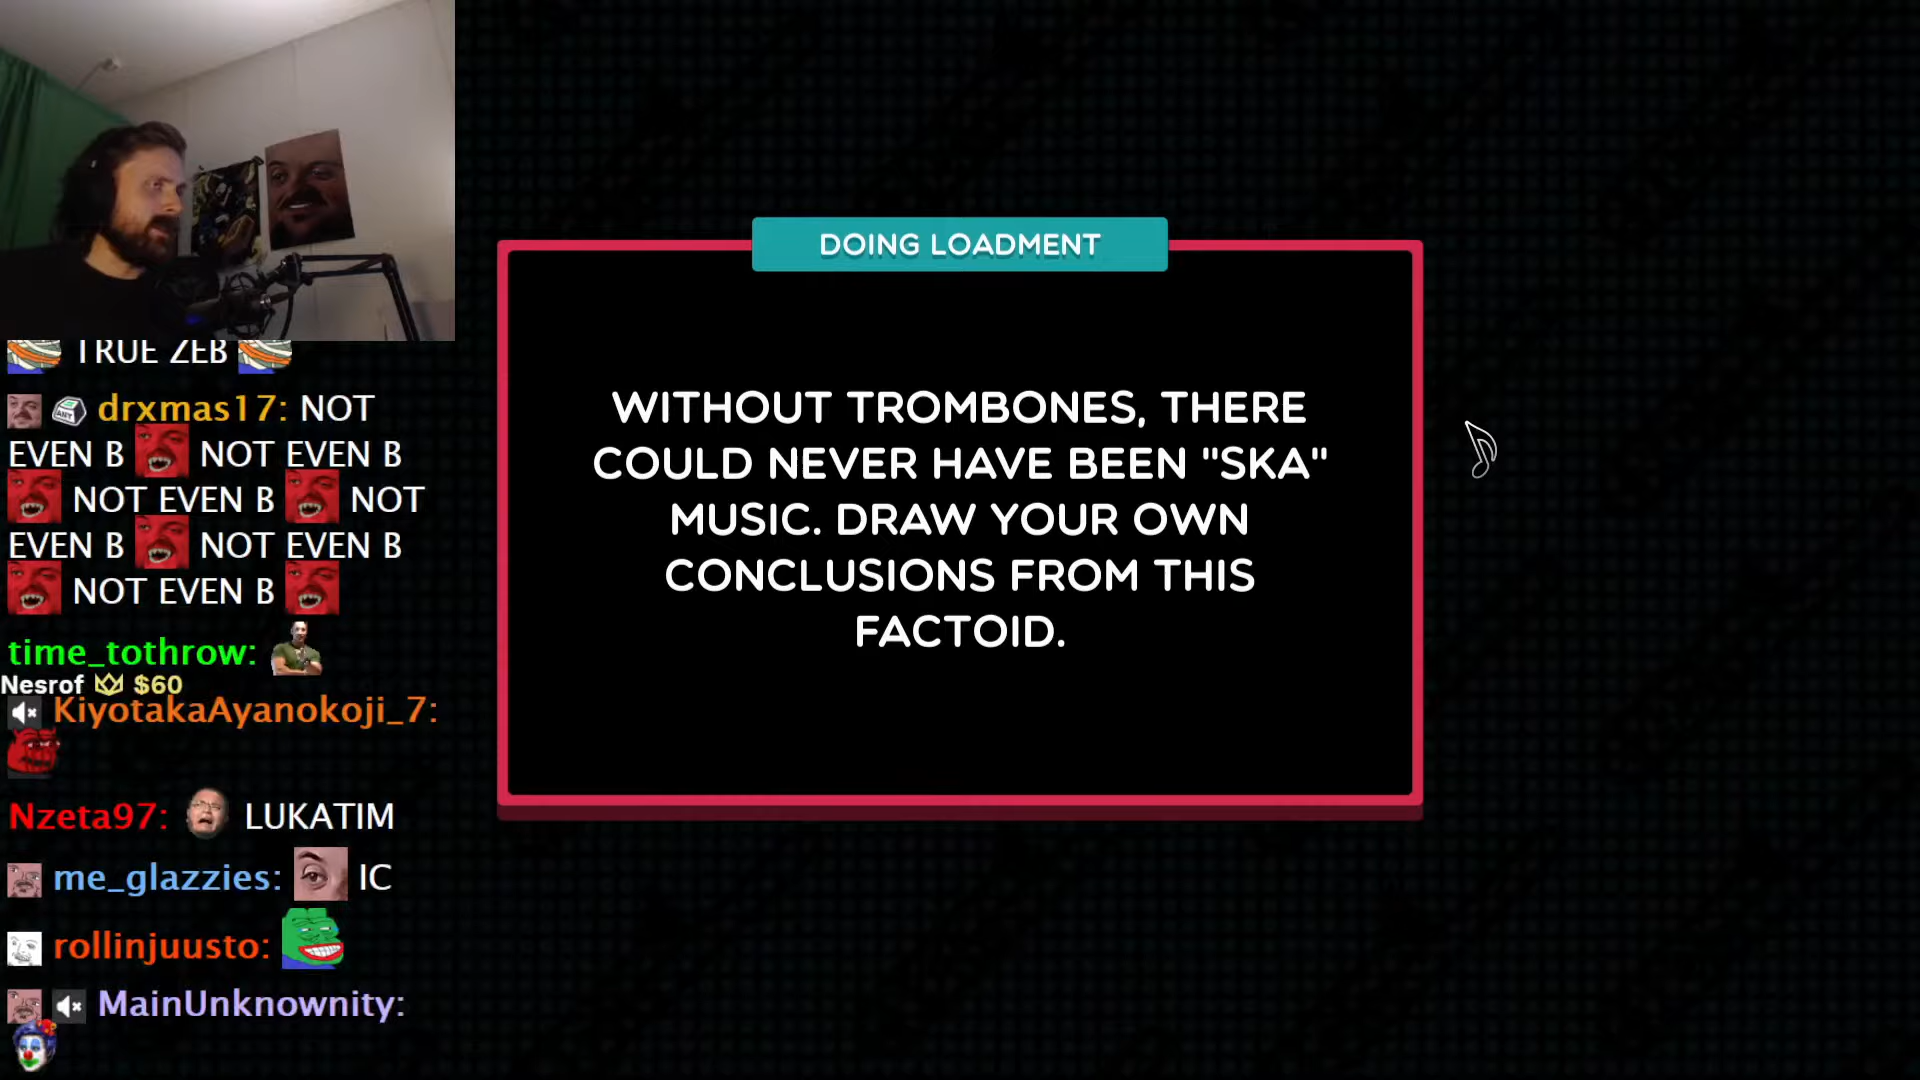 TRUE ZEB
drxmas17: NOT
EVEN B NOT EVEN B
NOT EVEN B NOT
EVEN B NOT EVEN B
NOT EVEN B
time_tothrow:
Nesrof $60
KiyotakaAyanokoji_7:
Nzeta97: LUKATIM
me_glazzies: IC
rollinjuusto:
MainUnknownity:
DOING LOADMENT
WITHOUT TROMBONES, THERE
COULD NEVER HAVE BEEN "SKA"
MUSIC. DRAW YOUR OWN
CONCLUSIONS FROM THIS
FACTOID.